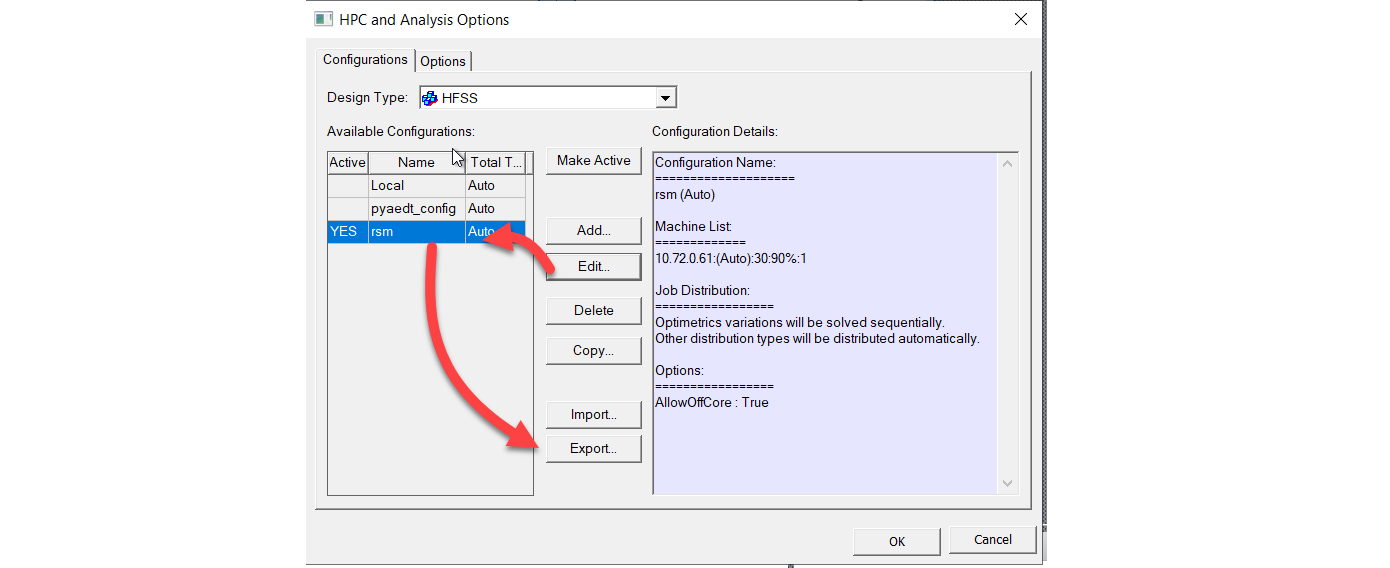 HPC and Analysis Options
Configurations
Options
Design Type:
HFSS
Available Configurations:
Configuration Details:
Active Name Total T...
Local Auto
pyaedt_config Auto
YES rsm Auto
Make Active
Add...
Edit...
Delete
Copy...
Import...
Export...
Configuration Name:
====================
rsm (Auto)
Machine List:
=============
10.72.0.61:(Auto):30:90%:1
Job Distribution:
=================
Optimetrics variations will be solved sequentially.
Other distribution types will be distributed automatically.
Options:
=================
AllowOffCore : True
OK
Cancel